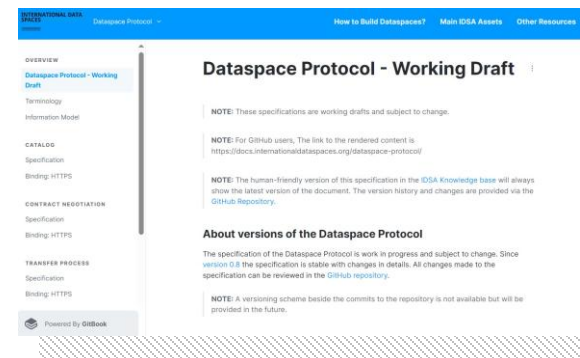 INTERNATIONAL DATA
SPACES
Dataspace Protocol
How to Build Dataspaces?
Main IDSA Assets
Other Resources
OVERVIEW
Dataspace Protocol - Working
Draft
Terminology
Information Model
CATALOG
Specification
Binding: HTTPS
CONTRACT NEGOTIATION
Specification
Binding: HTTPS
TRANSFER PROCESS
Specification
Binding: HTTPS
Powered By GitBook
Dataspace Protocol - Working Draft
NOTE: These specifications are working drafts and subject to change.
NOTE: For GitHub users, The link to the rendered content is
https://docs.internationaldataspaces.org/dataspace-protocol/
NOTE: The human-friendly version of this specification in the IDSA Knowledge base will always
show the latest version of the document. The version history and changes are provided via the
GitHub Repository.
About versions of the Dataspace Protocol
The specification of the Dataspace Protocol is work in progress and subject to change. Since
version 0.8 the specification is stable with changes in details. All changes made to the
specification can be reviewed in the GitHub repository.
NOTE: A versioning scheme beside the commits to the repository is not available but will be
provided in the future.